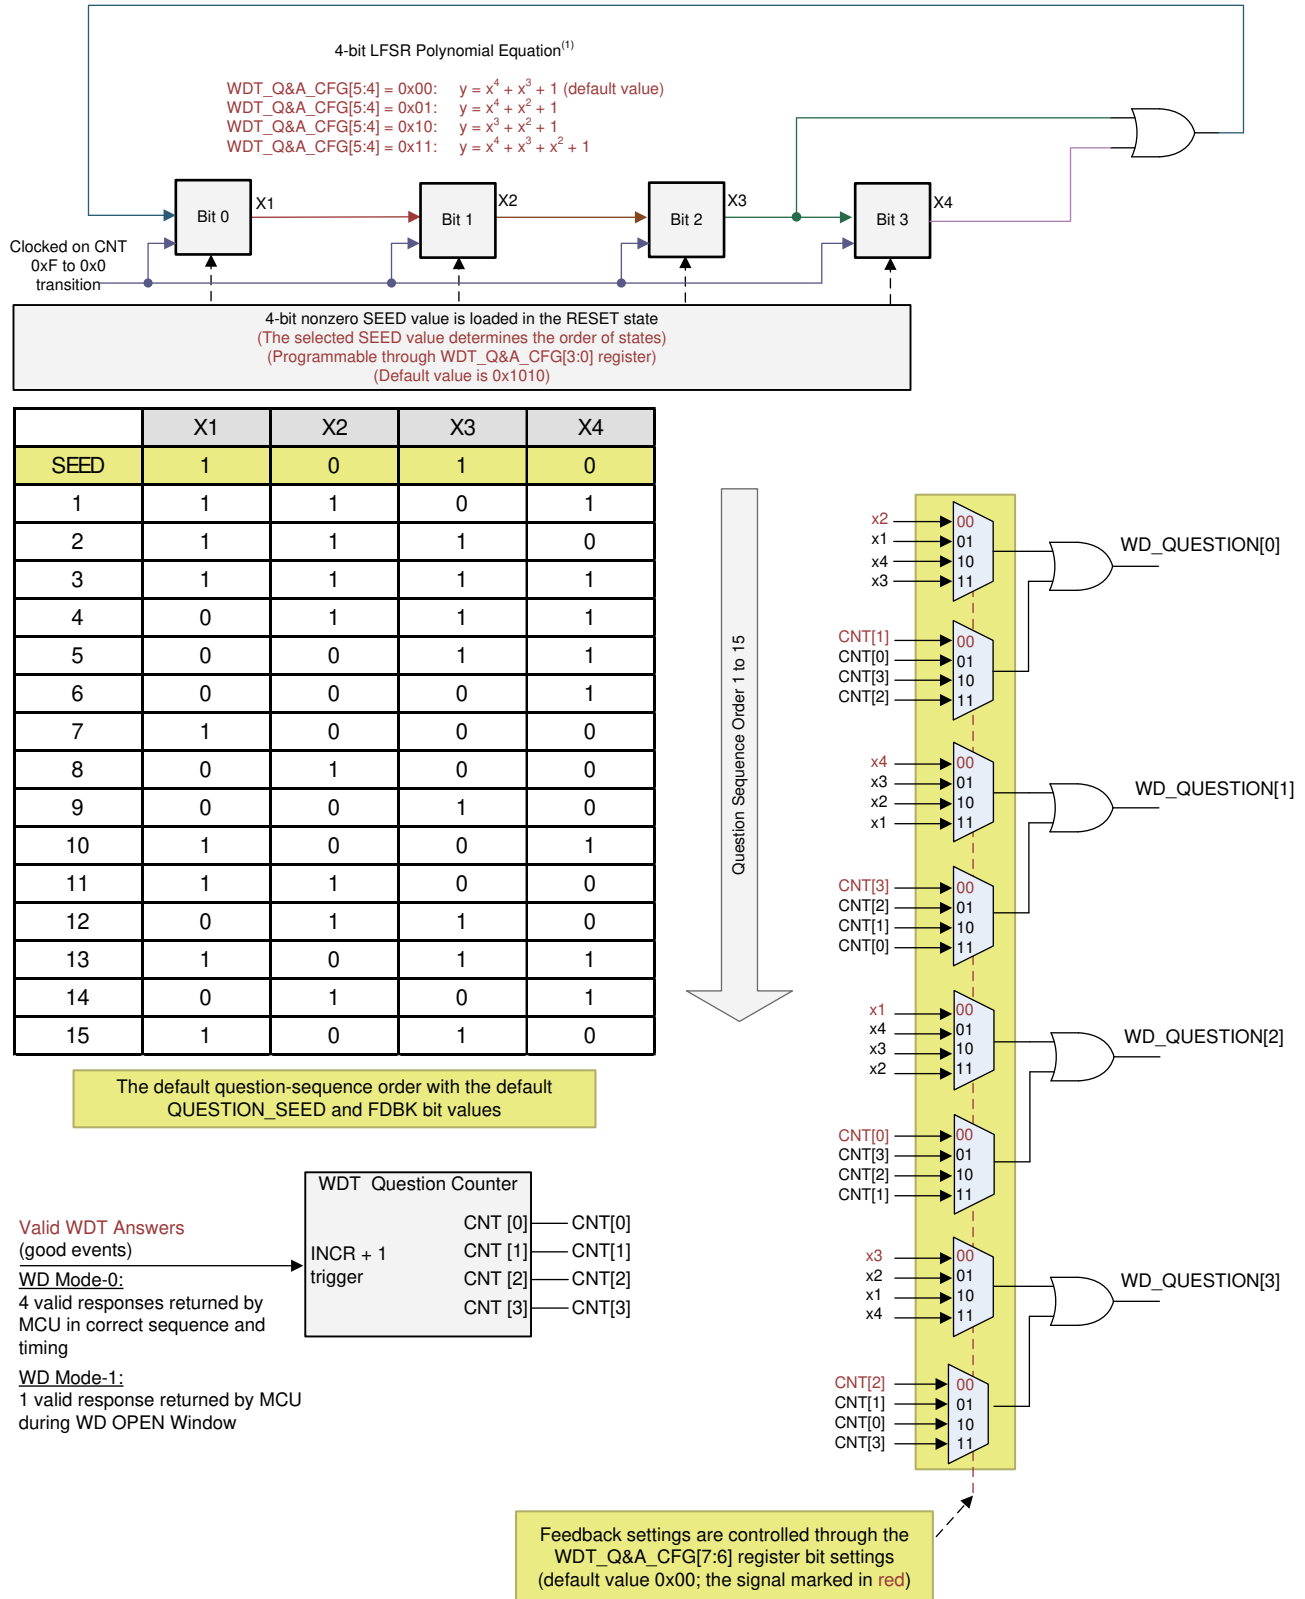 4-bit LFSR Polynomial Equation(1)
WDT_Q&A_CFG[5:4] = 0x00: y = x4 + x3 + 1 (default value)
WDT_Q&A_CFG[5:4] = 0x01: y = x4 + x2 + 1
WDT_Q&A_CFG[5:4] = 0x10: y = x3 + x2 + 1
WDT_Q&A_CFG[5:4] = 0x11: y = x4 + x3 + x2 + 1
Bit 0 X1 Bit 1 X2 Bit 2 X3 Bit 3 X4
Clocked on CNT
0xF to 0x0
transition
4-bit nonzero SEED value is loaded in the RESET state
(The selected SEED value determines the order of states)
(Programmable through WDT_Q&A_CFG[3:0] register)
(Default value is 0x1010)
X1 X2 X3 X4
SEED 1 0 1 0
1 1 1 0 1
2 1 1 1 0
3 1 1 1 1
4 0 1 1 1
5 0 0 1 1
6 0 0 0 1
7 1 0 0 0
8 0 1 0 0
9 0 0 1 0
10 1 0 0 1
11 1 1 0 0
12 0 1 1 0
13 1 0 1 1
14 0 1 0 1
15 1 0 1 0
The default question-sequence order with the default
QUESTION_SEED and FDBK bit values
Question Sequence Order 1 to 15
x2 00
x1 01
x4 10
x3 11
WD_QUESTION[0]
CNT[1] 00
CNT[0] 01
CNT[3] 10
CNT[2] 11
x4 00
x3 01
x2 10
x1 11
WD_QUESTION[1]
CNT[3] 00
CNT[2] 01
CNT[1] 10
CNT[0] 11
x1 00
x4 01
x3 10
x2 11
WD_QUESTION[2]
CNT[0] 00
CNT[3] 01
CNT[2] 10
CNT[1] 11
x3 00
x2 01
x1 10
x4 11
WD_QUESTION[3]
CNT[2] 00
CNT[1] 01
CNT[0] 10
CNT[3] 11
Valid WDT Answers
(good events)
WD Mode-0:
4 valid responses returned by
MCU in correct sequence and
timing
WD Mode-1:
1 valid response returned by MCU
during WD OPEN Window
WDT Question Counter
INCR + 1
trigger
CNT [0] CNT[0]
CNT [1] CNT[1]
CNT [2] CNT[2]
CNT [3] CNT[3]
Feedback settings are controlled through the
WDT_Q&A_CFG[7:6] register bit settings
(default value 0x00; the signal marked in red)